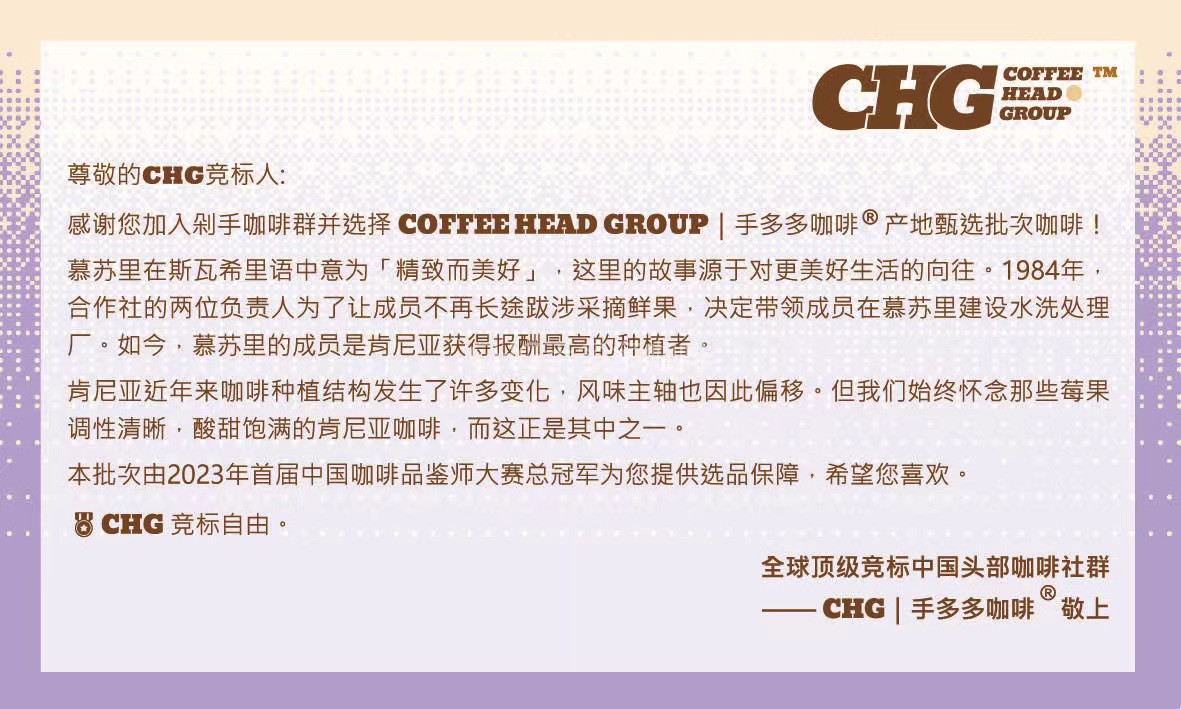 CHG COFFEE HEAD GROUP ™
尊敬的CHG竞标人:
感谢您加入剁手咖啡群并选择 COFFEE HEAD GROUP | 手多多咖啡® 产地甄选批次咖啡！
慕苏里在斯瓦希里语中意为「精致而美好」，这里的故事源于对更美好生活的向往。1984年，
合作社的两位负责人为了让成员不再长途跋涉采摘鲜果，决定带领成员在慕苏里建设水洗处理
厂。如今，慕苏里的成员是肯尼亚获得报酬最高的种植者。
肯尼亚近年来咖啡种植结构发生了许多变化，风味主轴也因此偏移。但我们始终怀念那些莓果
调性清晰，酸甜饱满的肯尼亚咖啡，而这正是其中之一。
本批次由2023年首届中国咖啡品鉴师大赛总冠军为您提供选品保障，希望您喜欢。
CHG 竞标自由。
全球顶级竞标中国头部咖啡社群
—— CHG | 手多多咖啡® 敬上